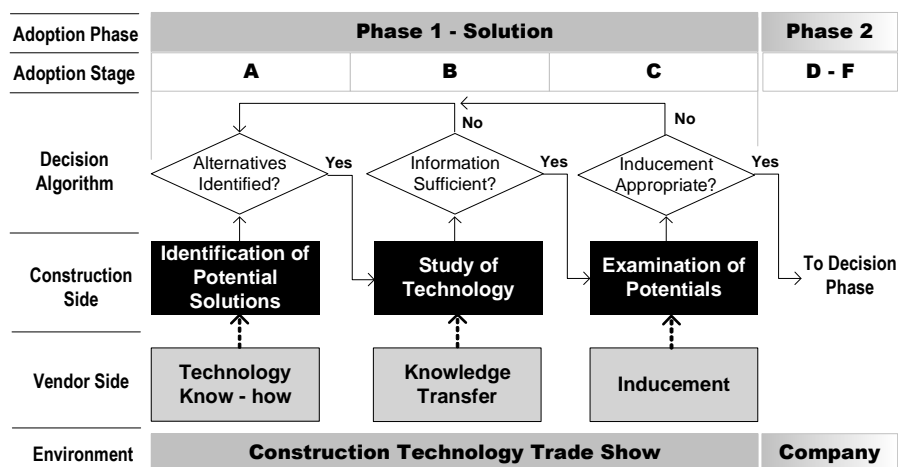 Adoption Phase
Phase 1 - Solution
Phase 2
Adoption Stage
A
B
C
D - F
No
No
Decision
Algorithm
Alternatives
Identified?
Yes
Information
Sufficient?
Yes
Inducement
Appropriate?
Yes
Construction
Side
Identification of
Potential
Solutions
Study of
Technology
Examination of
Potentials
To Decision
Phase
Vendor Side
Technology
Know - how
Knowledge
Transfer
Inducement
Environment
Construction Technology Trade Show
Company